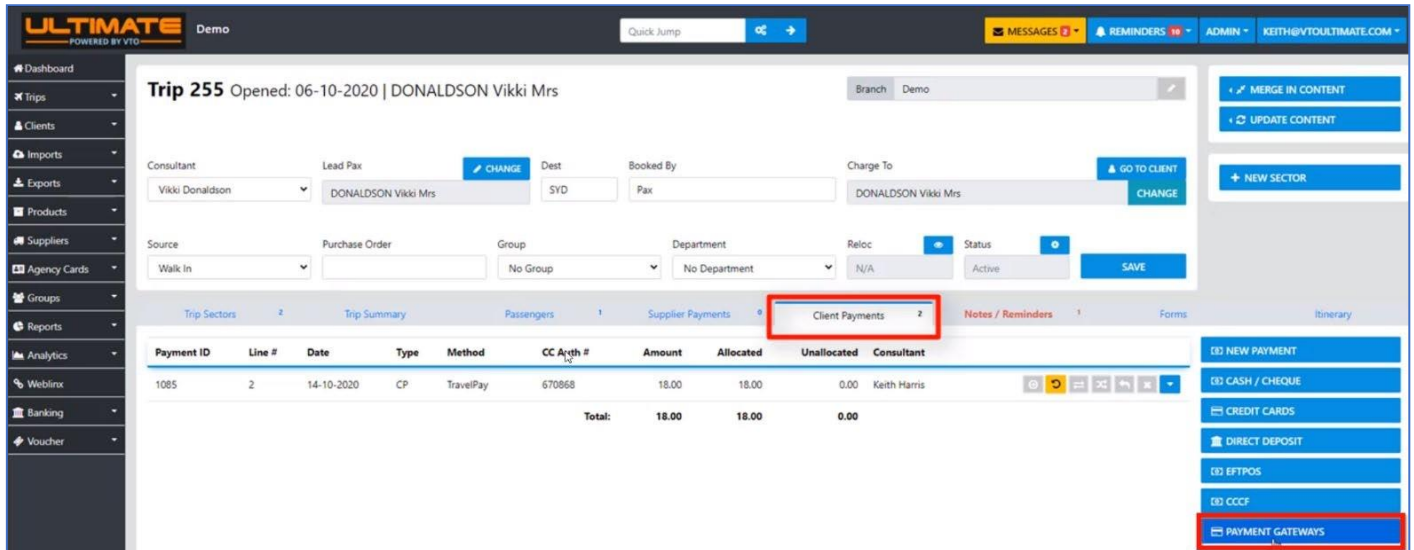 ULTIMATE
POWERED BY VTO
Demo
Quick Jump
MESSAGES 2
REMINDERS 10
ADMIN
KEITH@VTOULTIMATE.COM
Dashboard
Trips
Clients
Imports
Exports
Products
Suppliers
Agency Cards
Groups
Reports
Analytics
Weblinx
Banking
Voucher
Trip 255 Opened: 06-10-2020 | DONALDSON Vikki Mrs
Branch Demo
MERGE IN CONTENT
UPDATE CONTENT
+ NEW SECTOR
Consultant Lead Pax CHANGE Dest Booked By Charge To GO TO CLIENT
Vikki Donaldson DONALDSON Vikki Mrs SYD Pax DONALDSON Vikki Mrs CHANGE
Source Purchase Order Group Department Reloc Status
Walk In No Group No Department N/A Active SAVE
Trip Sectors 2 Trip Summary Passengers 1 Supplier Payments 0 Client Payments 2 Notes / Reminders 1 Forms Itinerary
Payment ID Line # Date Type Method CC Auth # Amount Allocated Unallocated Consultant
1085 2 14-10-2020 CP TravelPay 670868 18.00 18.00 0.00 Keith Harris
Total: 18.00 18.00 0.00
NEW PAYMENT
CASH / CHEQUE
CREDIT CARDS
DIRECT DEPOSIT
EFTPOS
CCCF
PAYMENT GATEWAYS